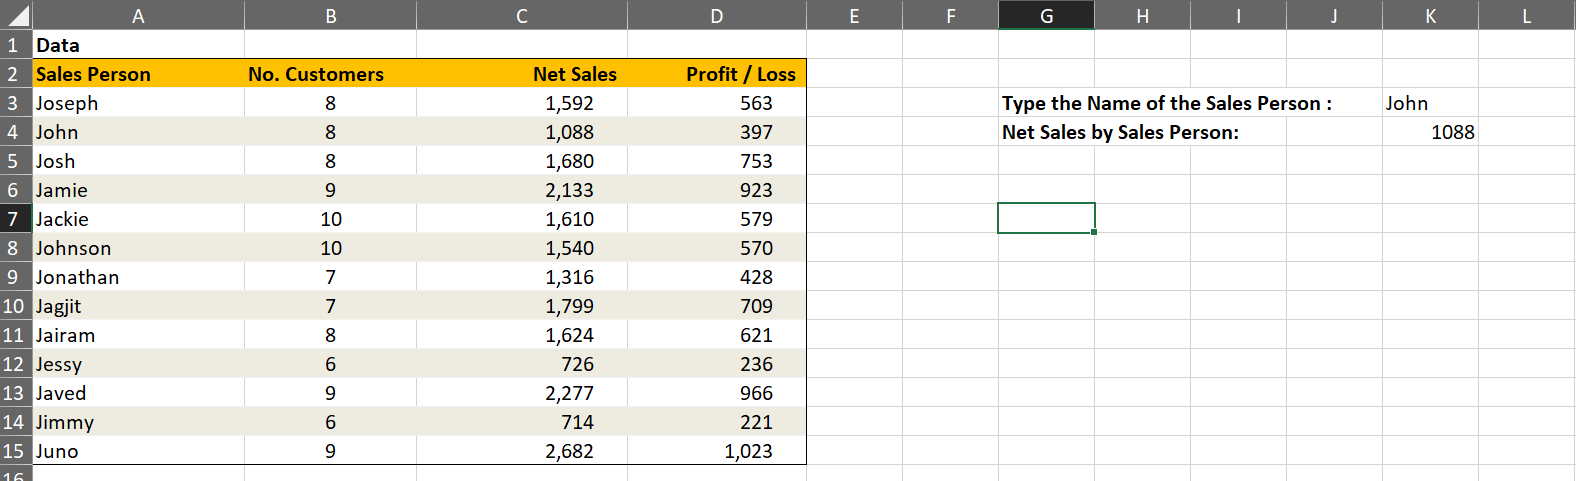 A B C D E F G H I J K L
1 Data
2 Sales Person No. Customers Net Sales Profit / Loss
3 Joseph 8 1,592 563 Type the Name of the Sales Person : John
4 John 8 1,088 397 Net Sales by Sales Person: 1088
5 Josh 8 1,680 753
6 Jamie 9 2,133 923
7 Jackie 10 1,610 579
8 Johnson 10 1,540 570
9 Jonathan 7 1,316 428
10 Jagjit 7 1,799 709
11 Jairam 8 1,624 621
12 Jessy 6 726 236
13 Javed 9 2,277 966
14 Jimmy 6 714 221
15 Juno 9 2,682 1,023
16